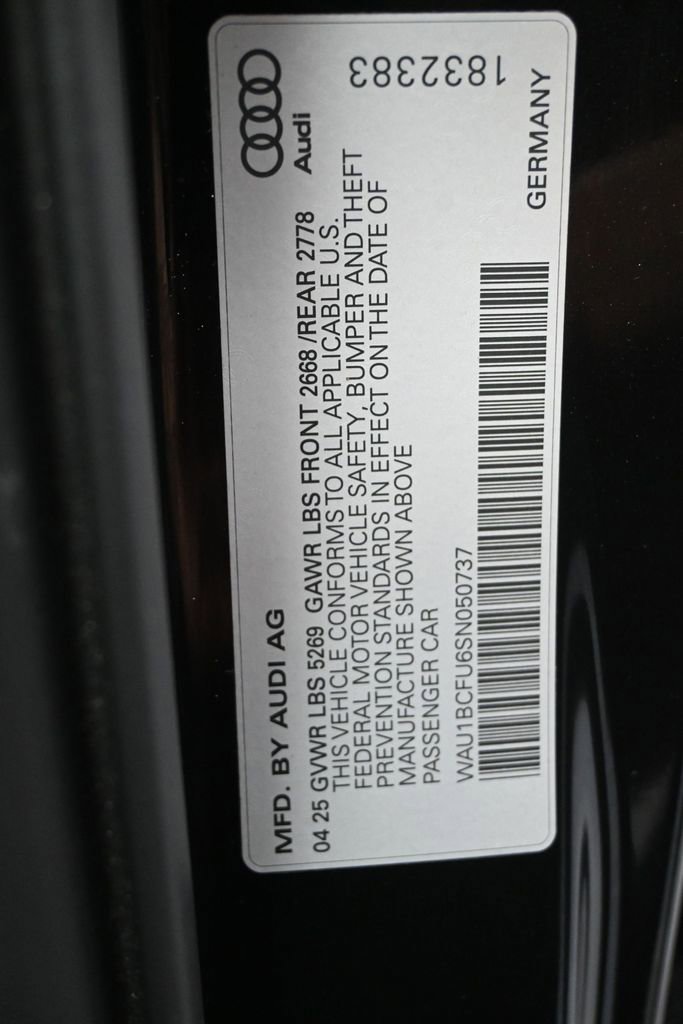 MFD. BY AUDI AG
Audi
04 25 GVWR LBS 5269 GAWR LBS FRONT 2668 /REAR 2778
THIS VEHICLE CONFORMS TO ALL APPLICABLE U.S.
FEDERAL MOTOR VEHICLE SAFETY, BUMPER AND THEFT
PREVENTION STANDARDS IN EFFECT ON THE DATE OF
MANUFACTURE SHOWN ABOVE
PASSENGER CAR
WAU1BCFU6SN050737
1832383
GERMANY